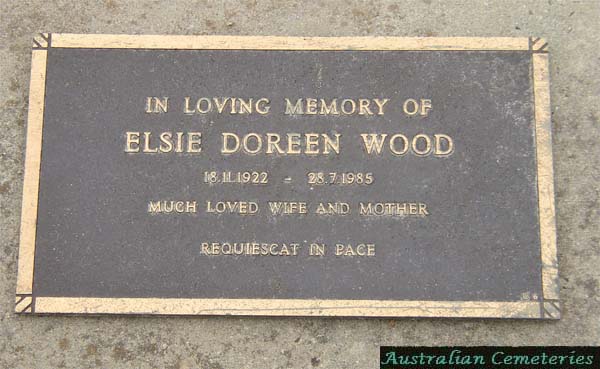 IN LOVING MEMORY OF
ELSIE DOREEN WOOD
18.11.1922 - 28.7.1985
MUCH LOVED WIFE AND MOTHER
REQUIESCAT IN PACE
Australian Cemeteries